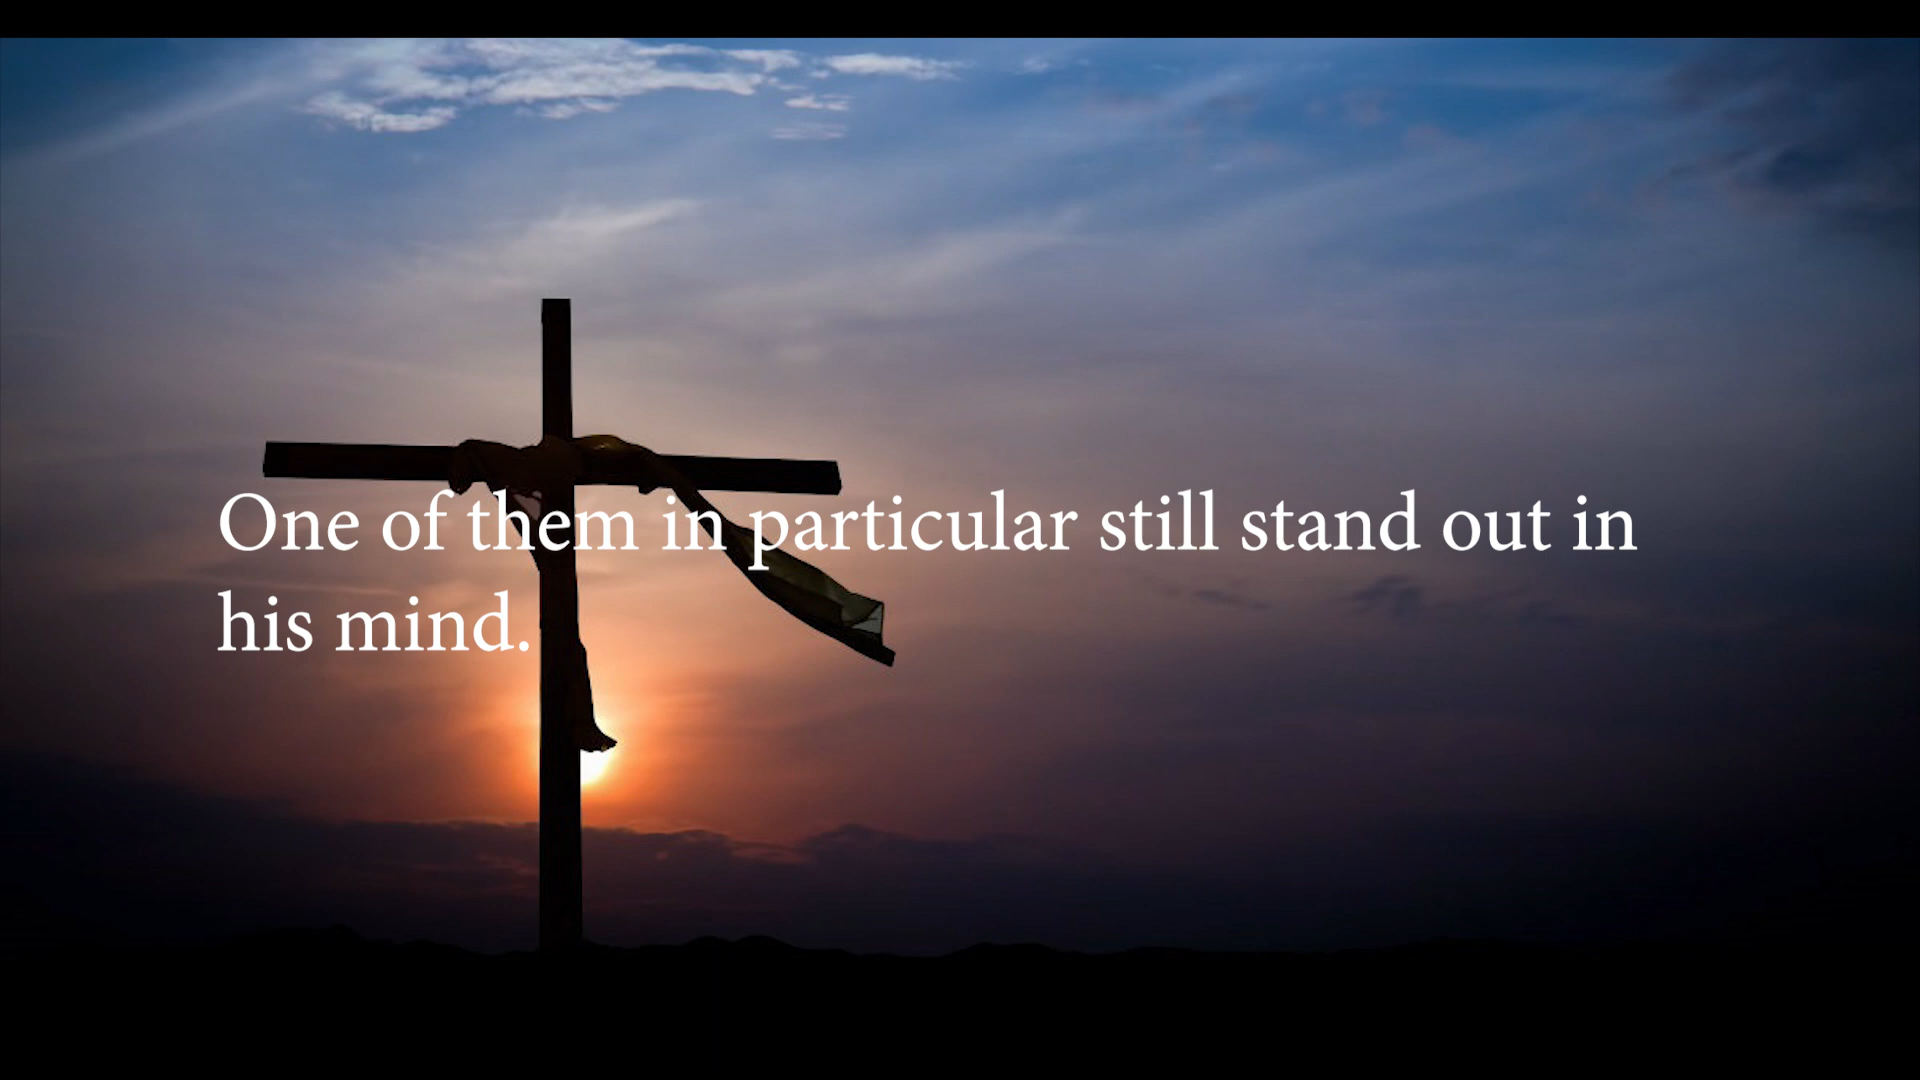 One of them in particular still stand out in
his mind.